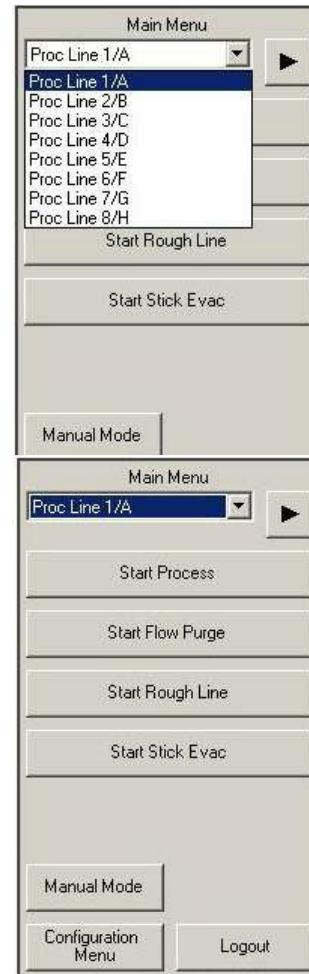 Main Menu
Proc Line 1/A
Proc Line 1/A
Proc Line 2/B
Proc Line 3/C
Proc Line 4/D
Proc Line 5/E
Proc Line 6/F
Proc Line 7/G
Proc Line 8/H
Start Rough Line
Start Stick Evac
Manual Mode
Main Menu
Proc Line 1/A
Start Process
Start Flow Purge
Start Rough Line
Start Stick Evac
Manual Mode
Configuration
Menu
Logout